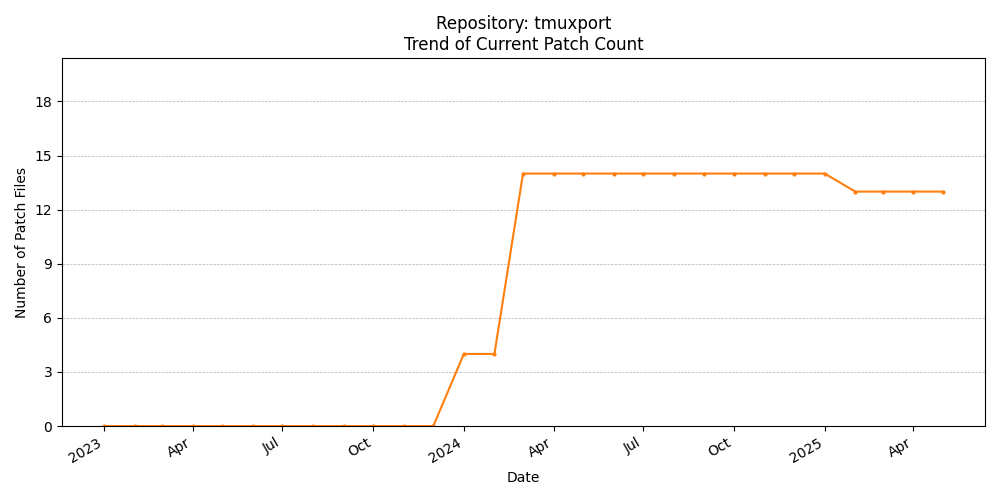 Repository: tmuxport
Trend of Current Patch Count
Number of Patch Files
18
15
12
9
6
3
0
2023
Apr
Jul
Oct
2024
Apr
Jul
Oct
2025
Apr
Date